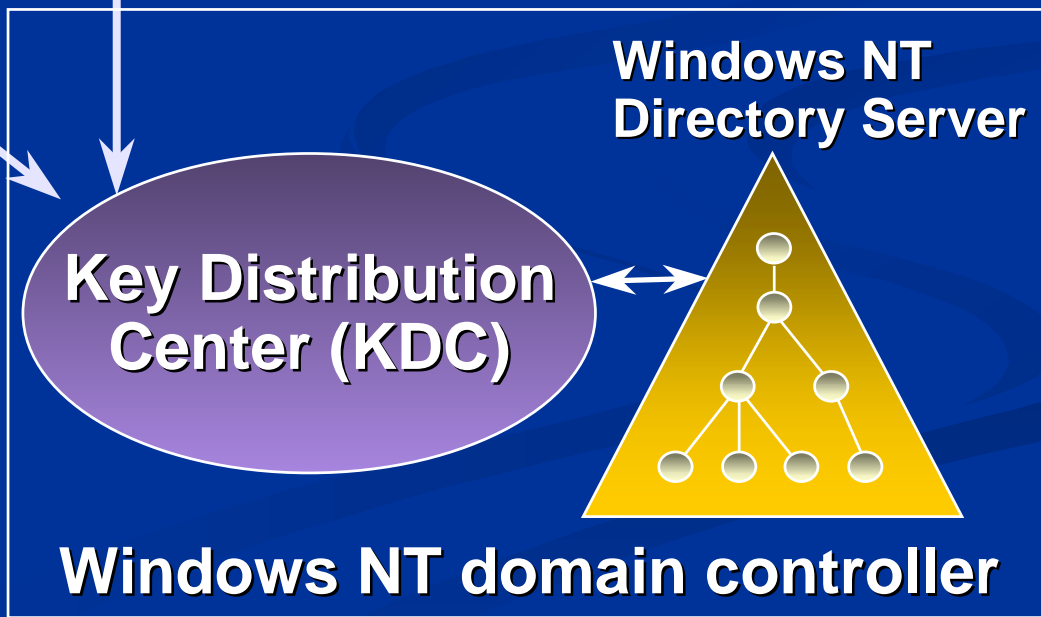 Windows NT
Directory Server
Key Distribution
Center (KDC)
Windows NT domain controller